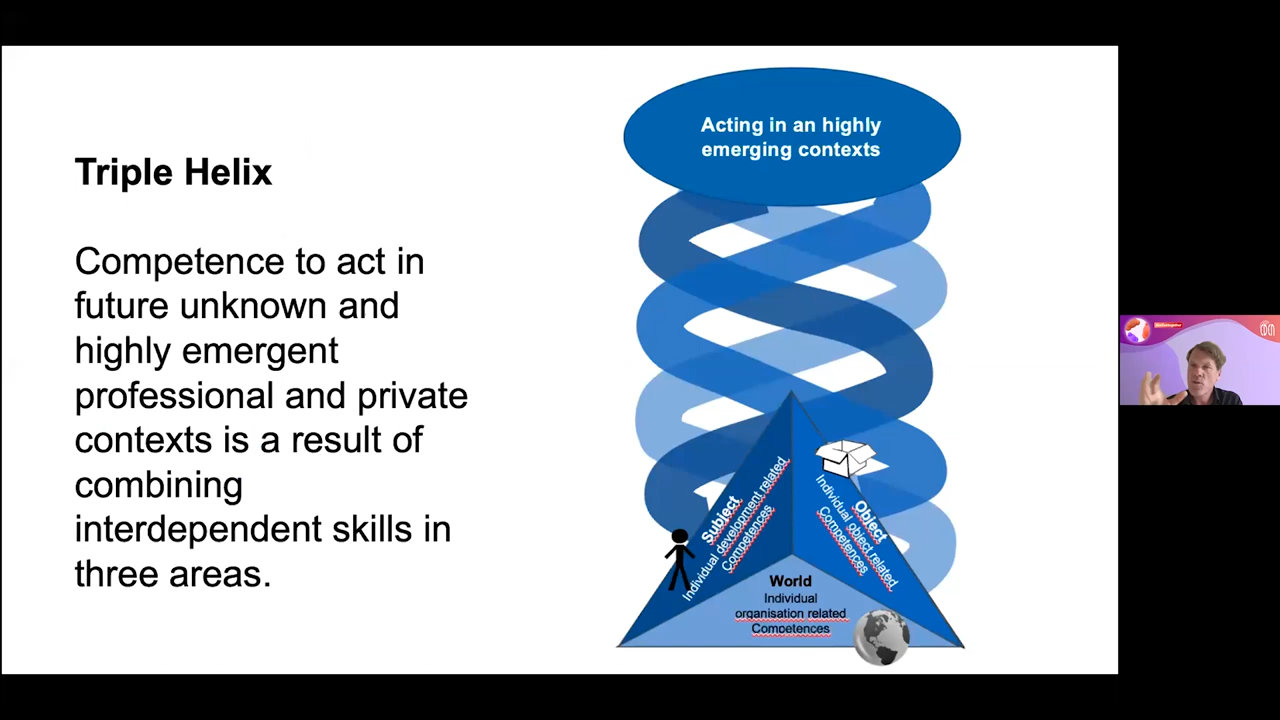 Triple Helix
Competence to act in
future unknown and
highly emergent
professional and private
contexts is a result of
combining
interdependent skills in
three areas.
Acting in an highly
emerging contexts
Subject
Individual development related
Competences
Object
Individual object related
Competences
World
Individual
organisation related
Competences